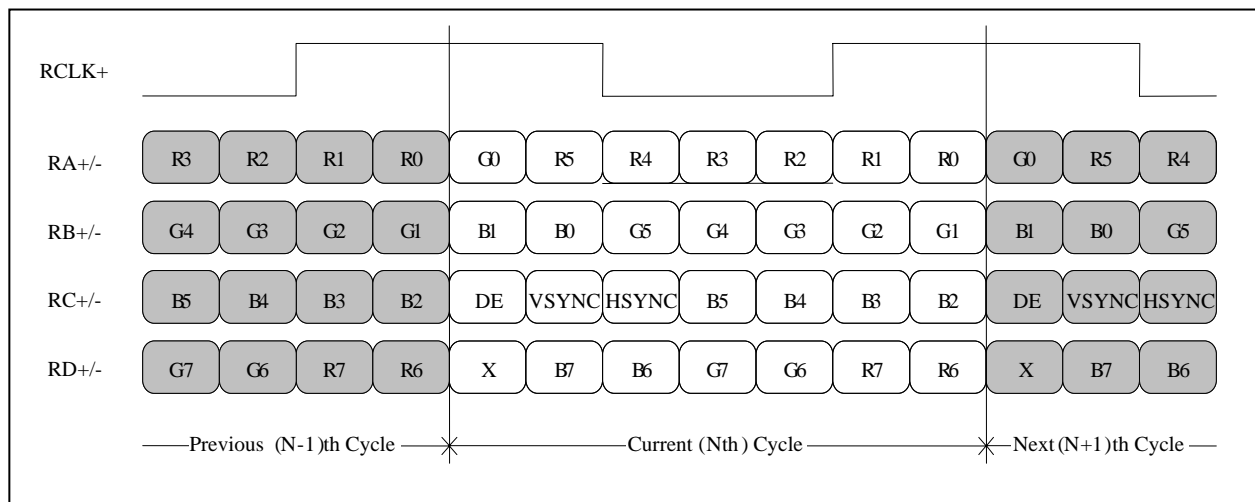 RCLK+
RA+/- R3 R2 R1 R0 G0 R5 R4 R3 R2 R1 R0 G0 R5 R4
RB+/- G4 G3 G2 G1 B1 B0 G5 G4 G3 G2 G1 B1 B0 G5
RC+/- B5 B4 B3 B2 DE VSYNC HSYNC B5 B4 B3 B2 DE VSYNC HSYNC
RD+/- G7 G6 R7 R6 X B7 B6 G7 G6 R7 R6 X B7 B6
Previous (N-1)th Cycle Current (Nth) Cycle Next (N+1)th Cycle